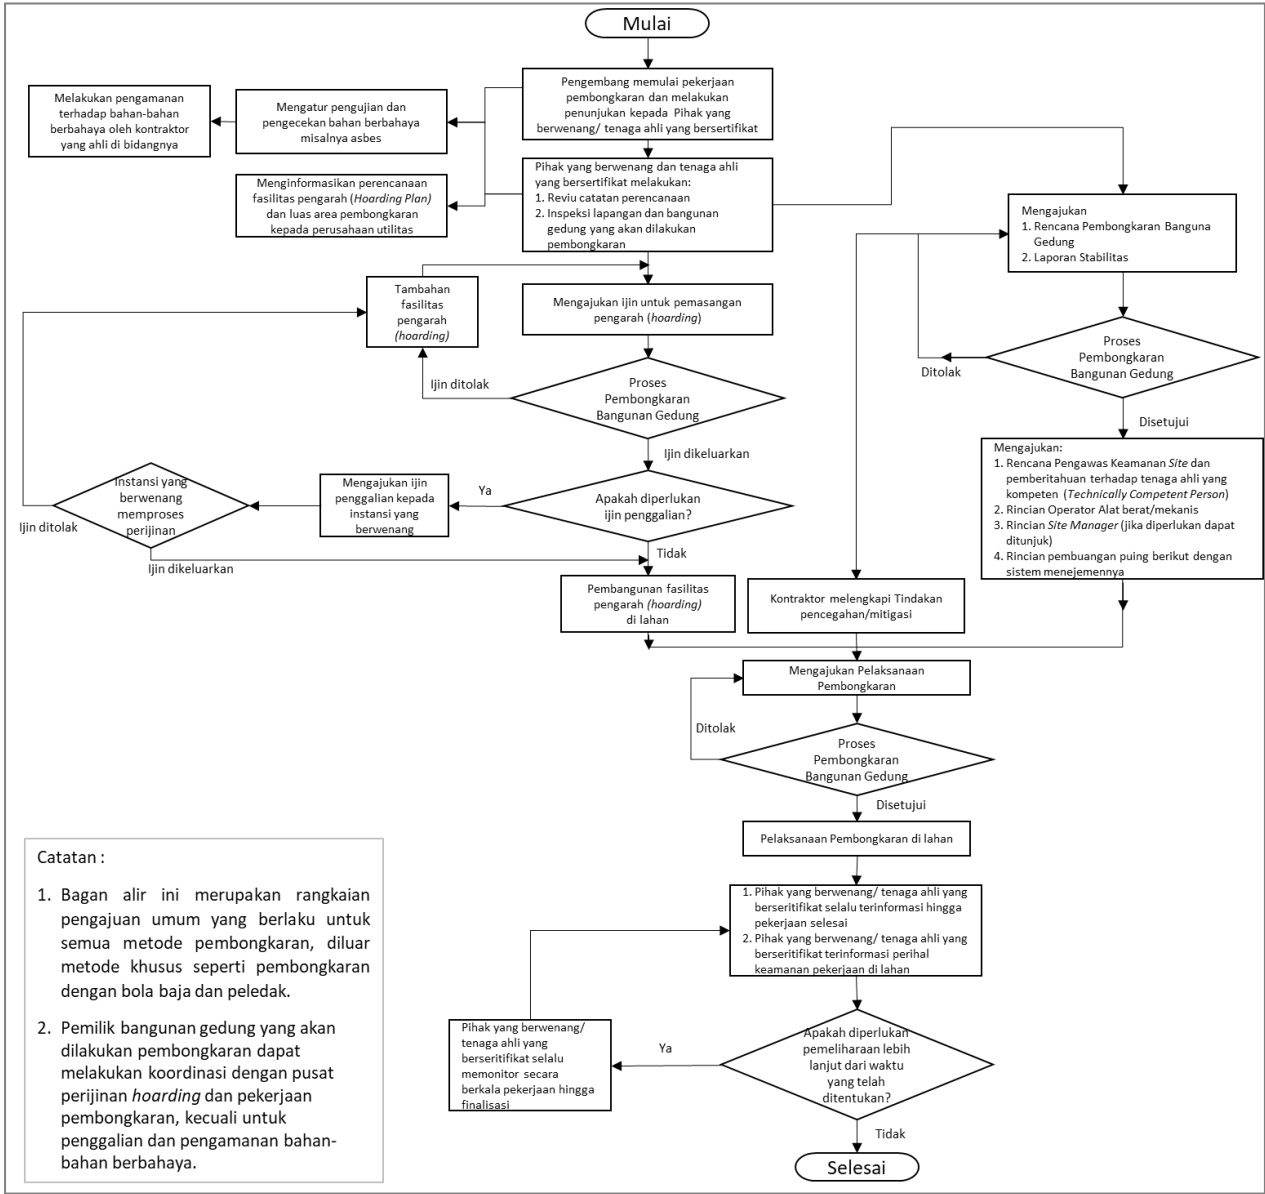 Mulai
Pengembang memulai pekerjaan
pembongkaran dan melakukan
penunjukan kepada Pihak yang
berwenang/ tenaga ahli yang bersertifikat
Melakukan pengamanan
terhadap bahan-bahan
berbahaya oleh kontraktor
yang ahli di bidangnya
Mengatur pengujian dan
pengecekan bahan berbahaya
misalnya asbes
Menginformasikan perencanaan
fasilitas pengarah (Hoarding Plan)
dan luas area pembongkaran
kepada perusahaan utilitas
Pihak yang berwenang dan tenaga ahli
yang bersertifikat melakukan:
1. Reviu catatan perencanaan
2. Inspeksi lapangan dan bangunan
gedung yang akan dilakukan
pembongkaran
Mengajukan
1. Rencana Pembongkaran Banguna
Gedung
2. Laporan Stabilitas
Tambahan
fasilitas
pengarah
(hoarding)
Mengajukan ijin untuk pemasangan
pengarah (hoarding)
Proses
Pembongkaran
Bangunan Gedung
Ditolak
Disetujui
Ijin ditolak
Proses
Pembongkaran
Bangunan Gedung
Ijin dikeluarkan
Mengajukan:
1. Rencana Pengawas Keamanan Site dan
pemberitahuan terhadap tenaga ahli yang
kompeten (Technically Competent Person)
2. Rincian Operator Alat berat/mekanis
3. Rincian Site Manager (jika diperlukan dapat
ditunjuk)
4. Rincian pembuangan puing berikut dengan
sistem menejemennya
Instansi yang
berwenang
memproses
perijinan
Mengajukan ijin
penggalian kepada
instansi yang
berwenang
Ya
Apakah diperlukan
ijin penggalian?
Ijin ditolak
Ijin dikeluarkan
Tidak
Pembangunan fasilitas
pengarah (hoarding)
di lahan
Kontraktor melengkapi Tindakan
pencegahan/mitigasi
Mengajukan Pelaksanaan
Pembongkaran
Ditolak
Proses
Pembongkaran
Bangunan Gedung
Disetujui
Pelaksanaan Pembongkaran di lahan
1. Pihak yang berwenang/ tenaga ahli yang
berseritifikat selalu terinformasi hingga
pekerjaan selesai
2. Pihak yang berwenang/ tenaga ahli yang
berseritifikat terinformasi perihal
keamanan pekerjaan di lahan
Pihak yang berwenang/
tenaga ahli yang
berseritifikat selalu
memonitor secara
berkala pekerjaan hingga
finalisasi
Ya
Apakah diperlukan
pemeliharaan lebih
lanjut dari waktu
yang telah
ditentukan?
Tidak
Selesai
Catatan :
1. Bagan alir ini merupakan rangkaian
pengajuan umum yang berlaku untuk
semua metode pembongkaran, diluar
metode khusus seperti pembongkaran
dengan bola baja dan peledak.
2. Pemilik bangunan gedung yang akan
dilakukan pembongkaran dapat
melakukan koordinasi dengan pusat
perijinan hoarding dan pekerjaan
pembongkaran, kecuali untuk
penggalian dan pengamanan bahan-
bahan berbahaya.